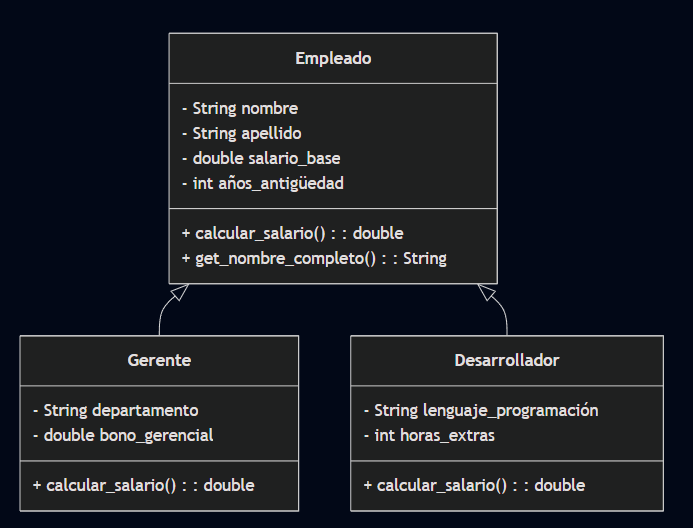 Empleado
- String nombre
- String apellido
- double salario_base
- int años_antigüedad
+ calcular_salario() : : double
+ get_nombre_completo() : : String
Gerente
- String departamento
- double bono_gerencial
+ calcular_salario() : : double
Desarrollador
- String lenguaje_programación
- int horas_extras
+ calcular_salario() : : double